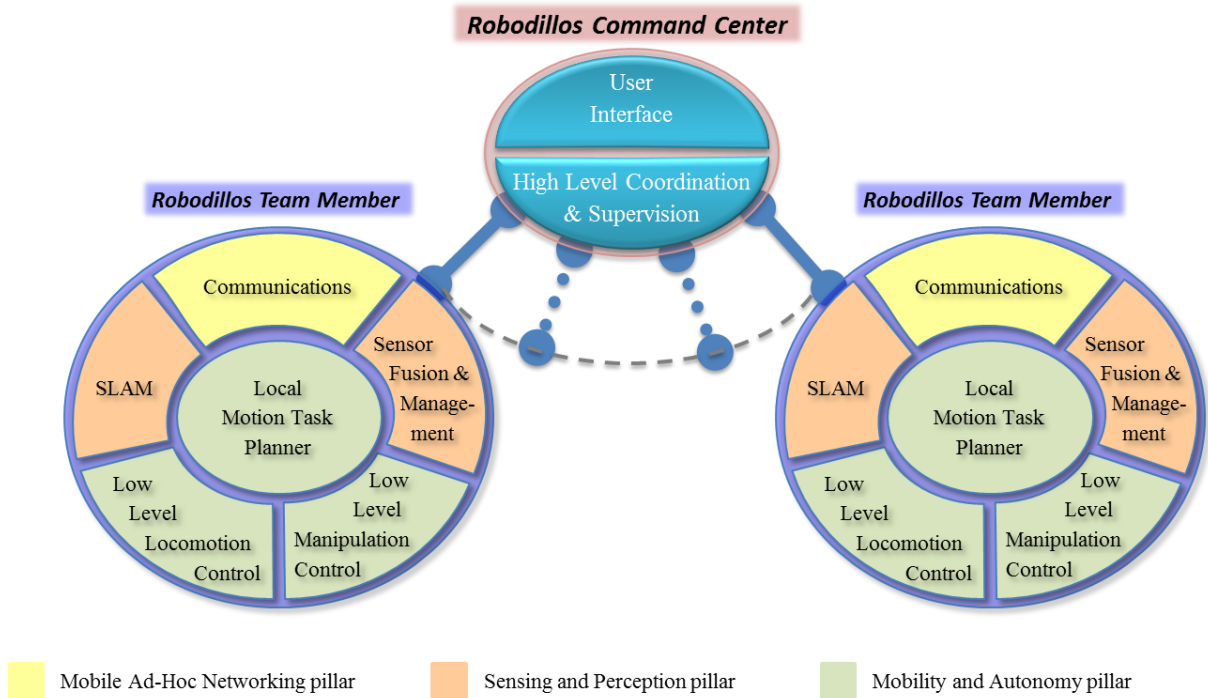 Robodillos Command Center
User
Interface
High Level Coordination
& Supervision
Robodillos Team Member
Communications
SLAM
Sensor
Fusion &
Manage-
ment
Local
Motion Task
Planner
Low
Level
Locomotion
Control
Low
Level
Manipulation
Control
Robodillos Team Member
Communications
SLAM
Sensor
Fusion &
Manage-
ment
Local
Motion Task
Planner
Low
Level
Locomotion
Control
Low
Level
Manipulation
Control
Mobile Ad-Hoc Networking pillar
Sensing and Perception pillar
Mobility and Autonomy pillar